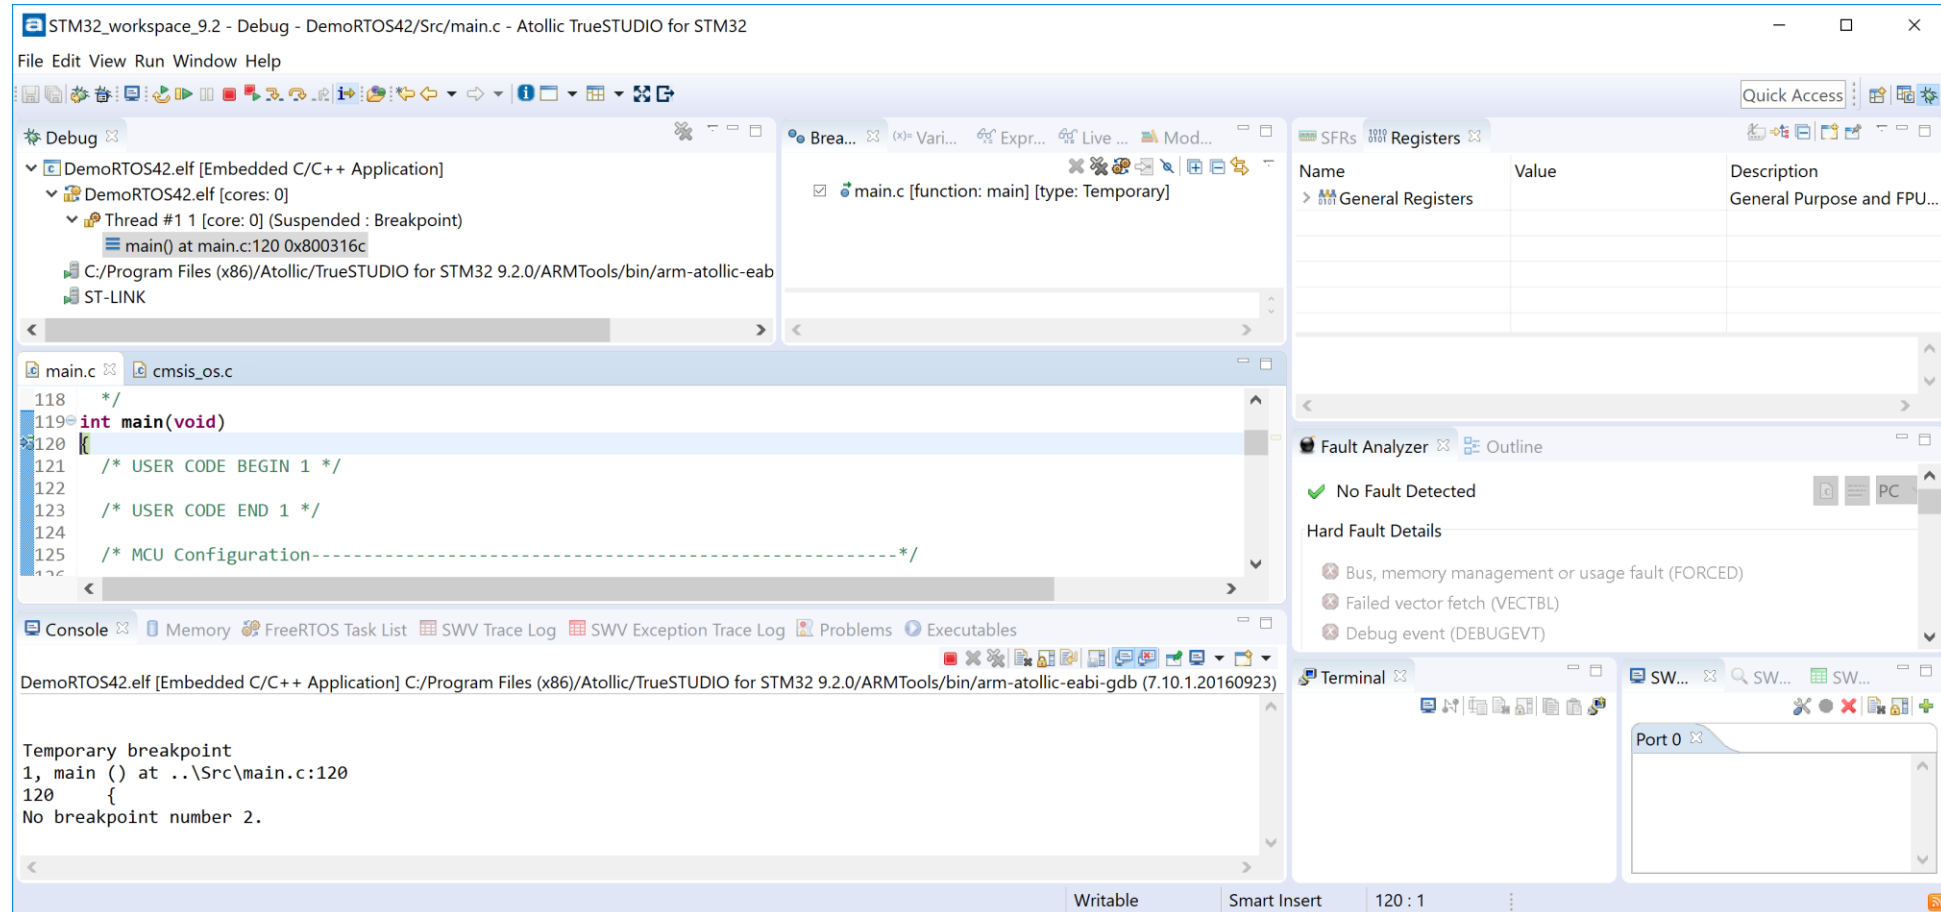 STM32_workspace_9.2 - Debug - DemoRTOS42/Src/main.c - Atollic TrueSTUDIO for STM32
File Edit View Run Window Help
Quick Access
Debug
DemoRTOS42.elf [Embedded C/C++ Application]
DemoRTOS42.elf [cores: 0]
Thread #1 1 [core: 0] (Suspended : Breakpoint)
main() at main.c:120 0x800316c
C:/Program Files (x86)/Atollic/TrueSTUDIO for STM32 9.2.0/ARMTools/bin/arm-atollic-eab
ST-LINK
Brea... (x)= Vari... Expr... Live ... Mod...
main.c [function: main] [type: Temporary]
SFRs Registers
Name Value Description
General Registers General Purpose and FPU...
main.c cmsis_os.c
118 */
119 int main(void)
120 {
121 /* USER CODE BEGIN 1 */
122
123 /* USER CODE END 1 */
124
125 /* MCU Configuration--------------------------------------------------------*/
126
Fault Analyzer Outline
No Fault Detected
PC
Hard Fault Details
Bus, memory management or usage fault (FORCED)
Failed vector fetch (VECTBL)
Debug event (DEBUGEVT)
Console Memory FreeRTOS Task List SWV Trace Log SWV Exception Trace Log Problems Executables
DemoRTOS42.elf [Embedded C/C++ Application] C:/Program Files (x86)/Atollic/TrueSTUDIO for STM32 9.2.0/ARMTools/bin/arm-atollic-eabi-gdb (7.10.1.20160923)
Temporary breakpoint
1, main () at ..\Src\main.c:120
120 {
No breakpoint number 2.
Terminal
SW... SW... SW...
Port 0
Writable Smart Insert 120 : 1